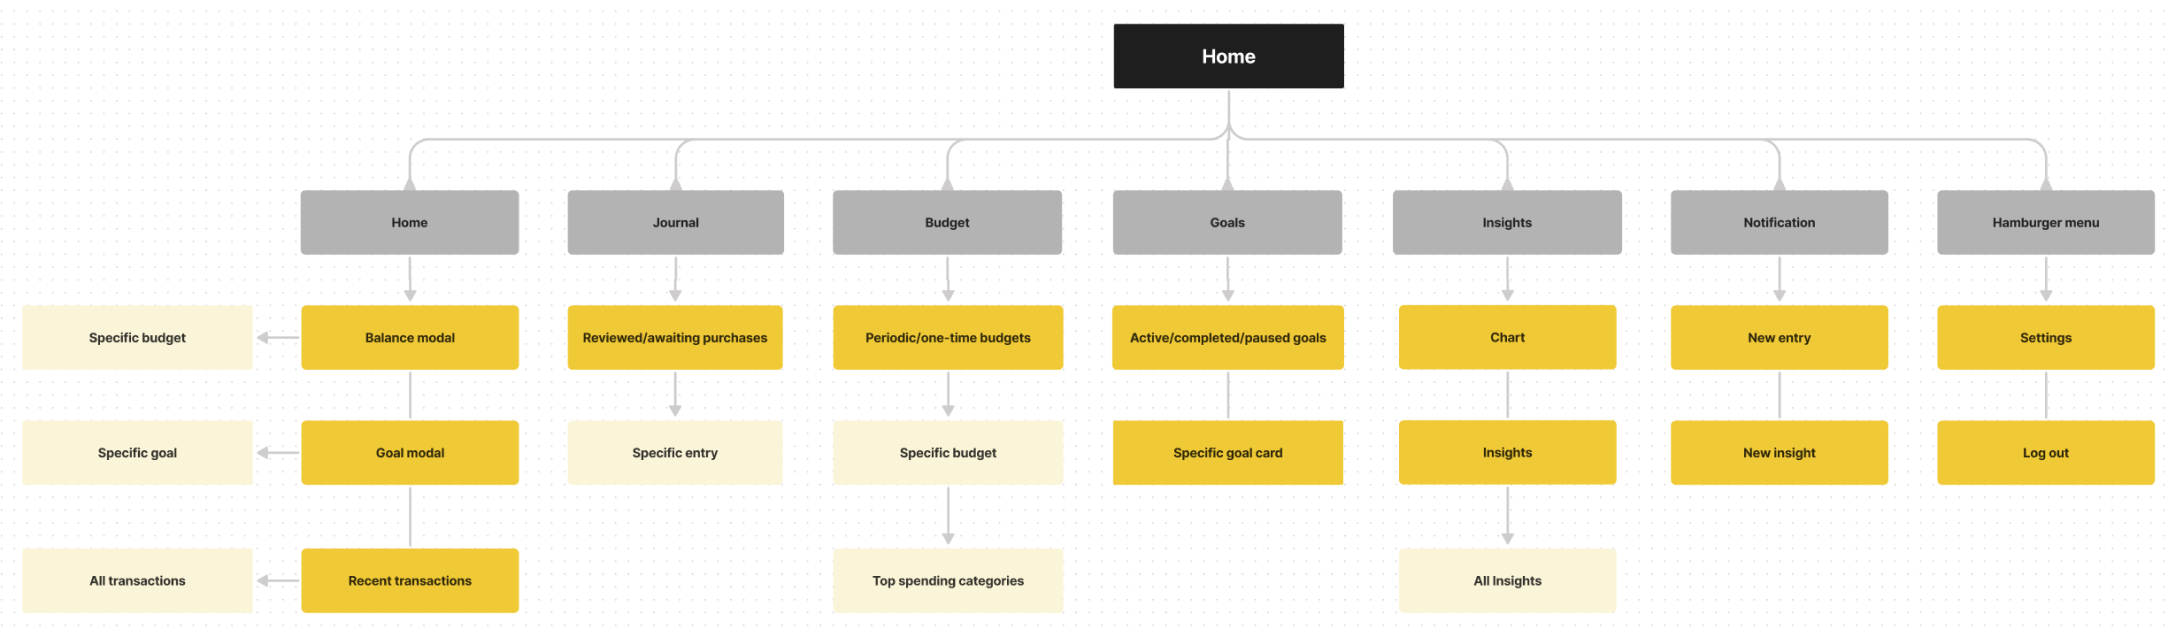 Home
Home
Journal
Budget
Goals
Insights
Notification
Hamburger menu
Specific budget
Balance modal
Reviewed/awaiting purchases
Periodic/one-time budgets
Active/completed/paused goals
Chart
New entry
Settings
Specific goal
Goal modal
Specific entry
Specific budget
Specific goal card
Insights
New insight
Log out
All transactions
Recent transactions
Top spending categories
All Insights